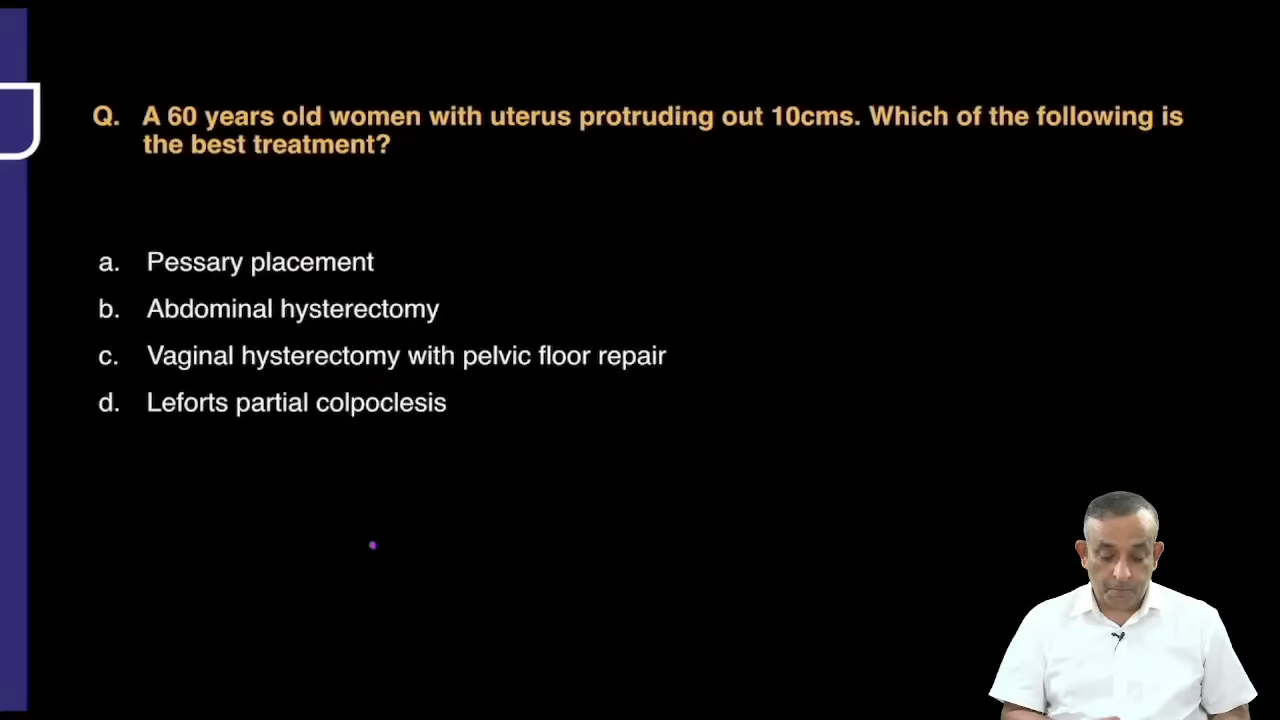 Q. A 60 years old women with uterus protruding out 10cms. Which of the following is
the best treatment?
a. Pessary placement
b. Abdominal hysterectomy
c. Vaginal hysterectomy with pelvic floor repair
d. Leforts partial colpoclesis